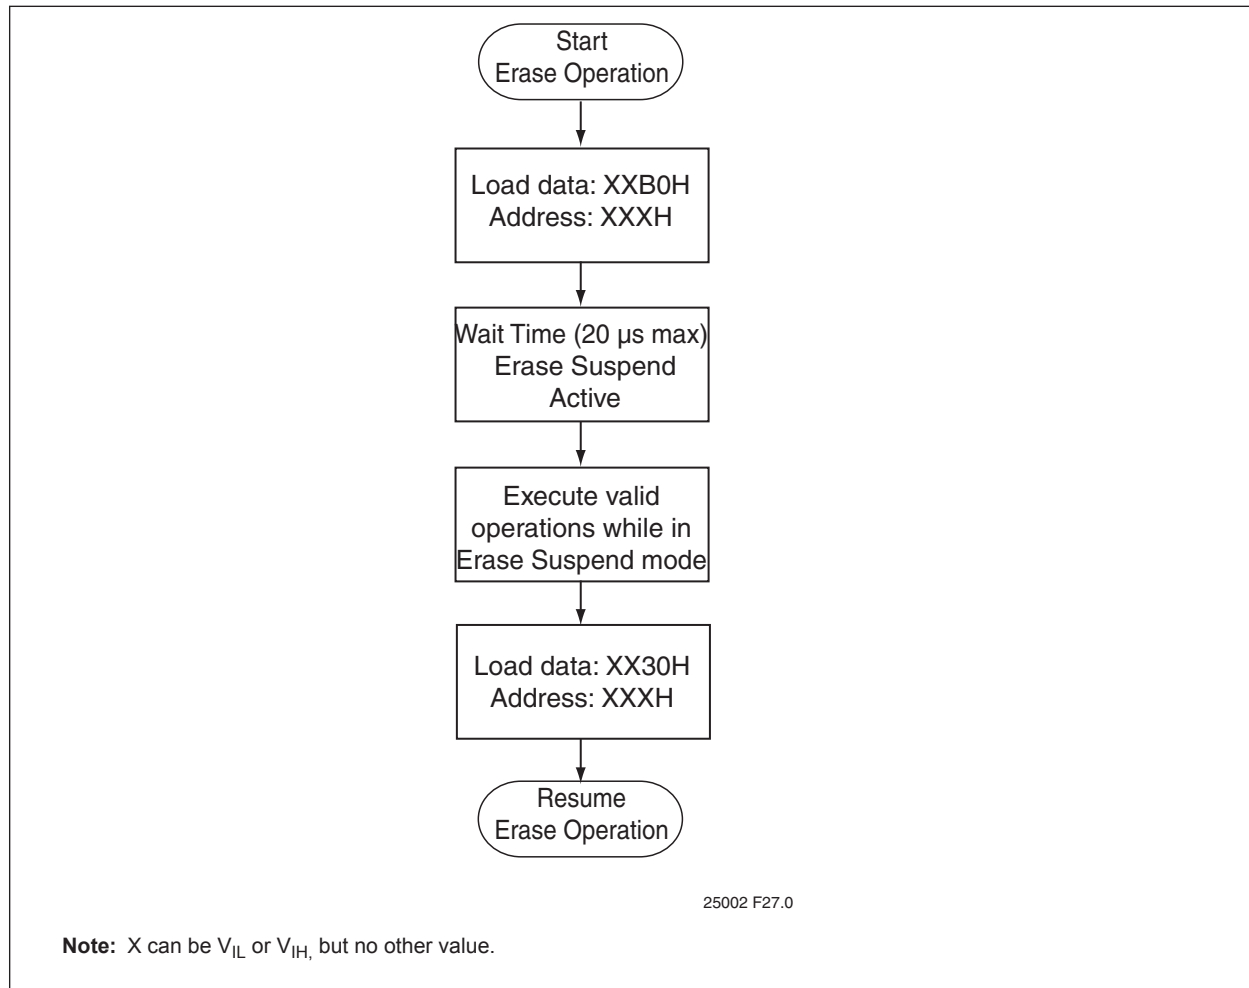 Start
Erase Operation
Load data: XXB0H
Address: XXXH
Wait Time (20 µs max)
Erase Suspend
Active
Execute valid
operations while in
Erase Suspend mode
Load data: XX30H
Address: XXXH
Resume
Erase Operation
25002 F27.0
Note: X can be VIL or VIH, but no other value.